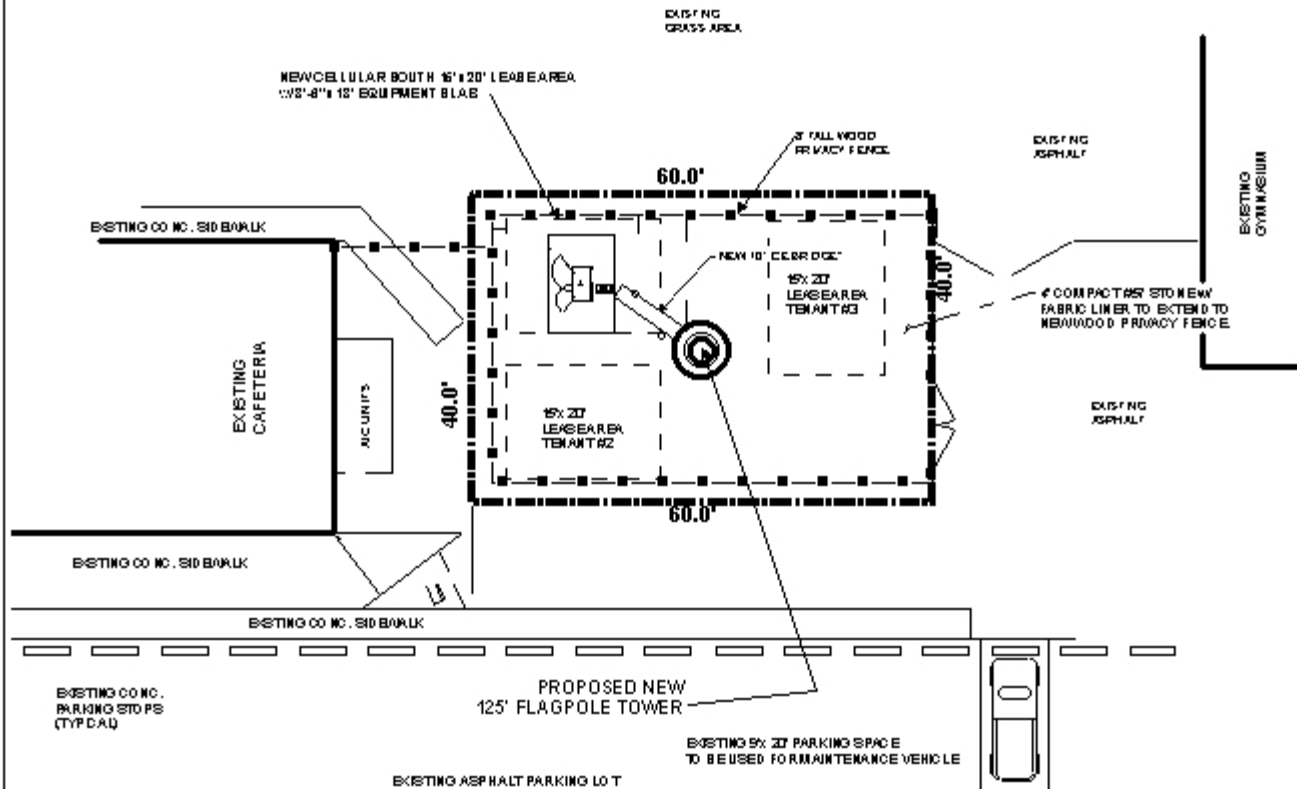 EXISTING
GRASS AREA
NEW CELLULAR SOUTH 16' x 20' LEASE AREA
W/8'-6" x 18' EQUIPMENT SLAB
8' TALL WOOD
PRIVACY FENCE
EXISTING
ASPHALT
EXISTING
GYMNASIUM
60.0'
EXISTING CONC. SIDEWALK
NEW 10' ICE BRIDGE
15'x 20'
LEASE AREA
TENANT #3
40.0'
4" COMPACT #57 STONE W/
FABRIC LINER TO EXTEND TO
NEW WOOD PRIVACY FENCE
EXISTING
CAFETERIA
A/C UNITS
40.0'
15'x 20'
LEASE AREA
TENANT #2
EXISTING
ASPHALT
60.0'
EXISTING CONC. SIDEWALK
EXISTING CONC. SIDEWALK
EXISTING CONC.
PARKING STOPS
(TYPICAL)
PROPOSED NEW
125' FLAGPOLE TOWER
EXISTING 9'x 20' PARKING SPACE
TO BE USED FOR MAINTENANCE VEHICLE
EXISTING ASPHALT PARKING LOT